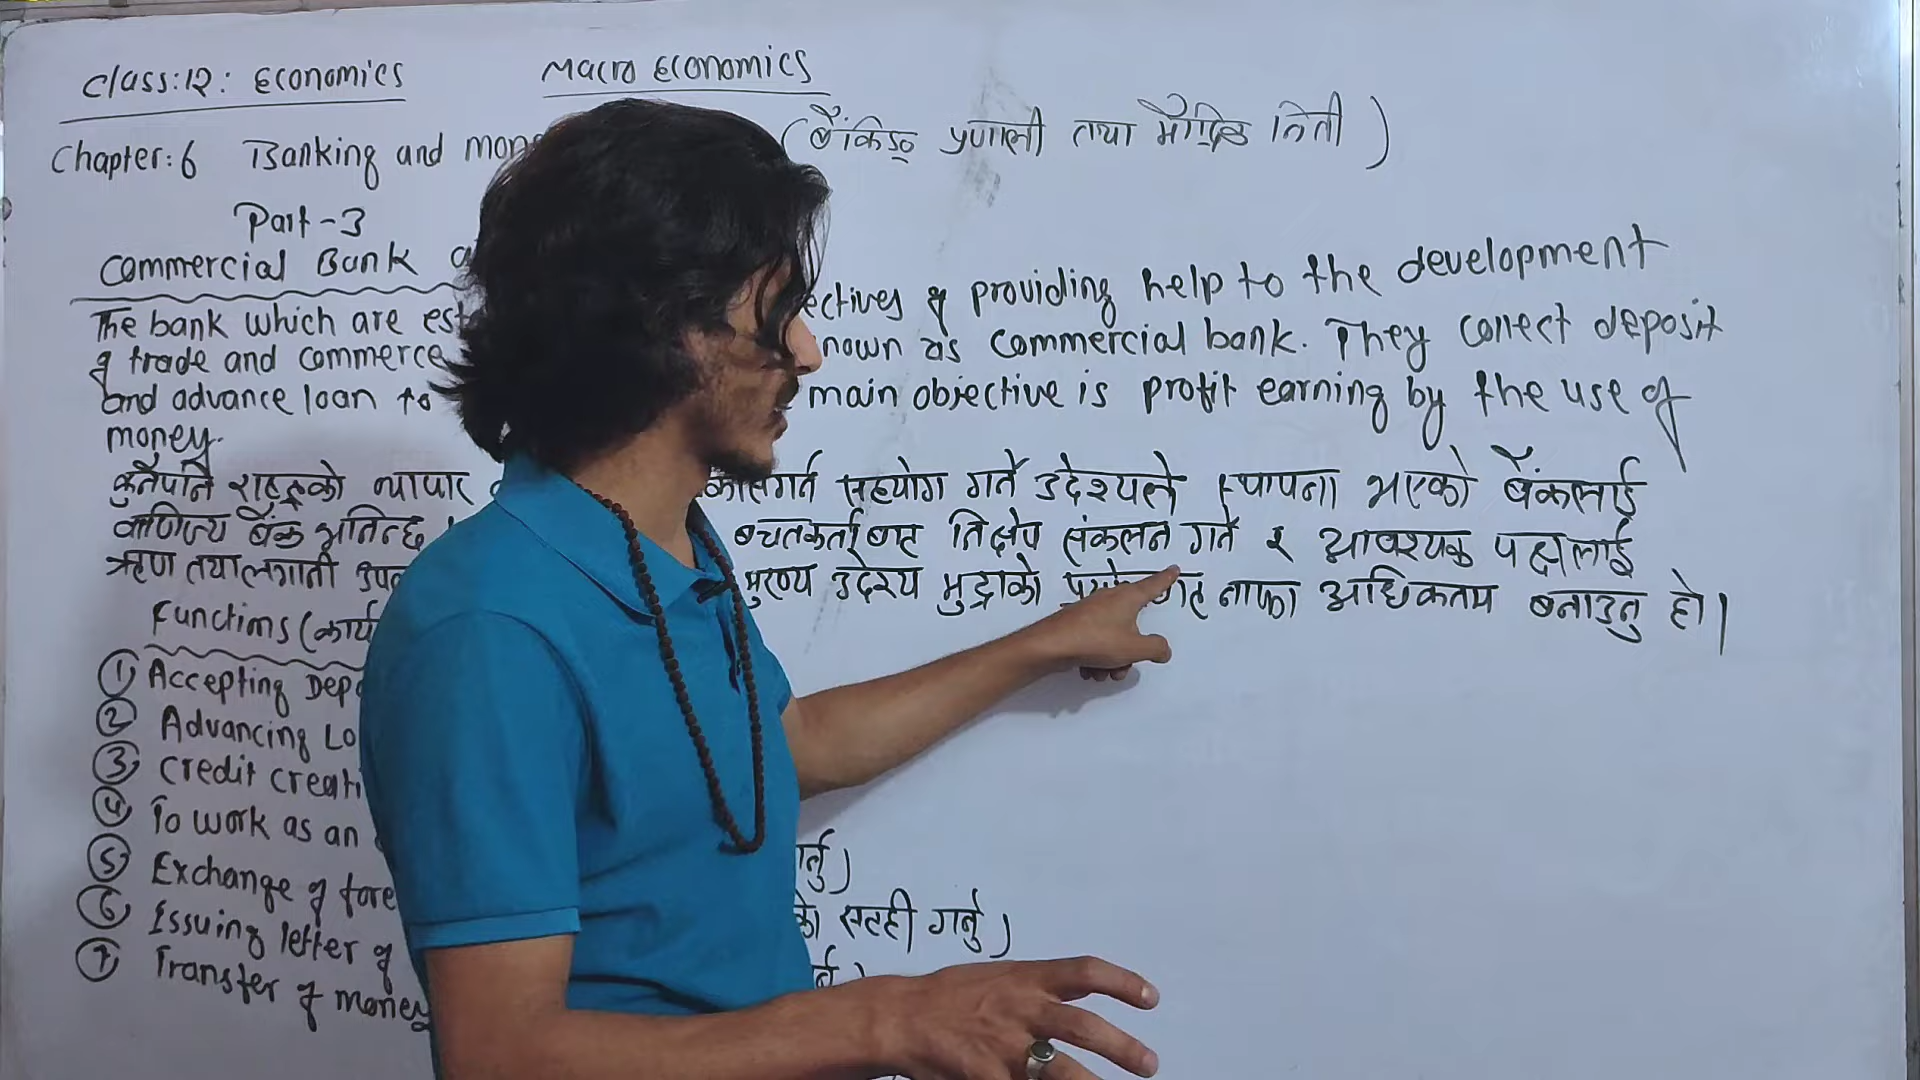 Class:12: Economics
Macro Economics
Chapter:6 Banking and mon
(बैंकिङ्ग प्रणाली तथा मौद्रिक निती)
Part-3
Commercial Bank
The bank which are est ectives of providing help to the development
of trade and commerce nown as commercial bank. They collect deposit
and advance loan to main objective is profit earning by the use of
money.
कुनैपनि राष्ट्रको व्यापार सहयोग गर्ने उदेश्यले स्थापना भएको बैंकलाई
वाणिज्य बैंक भनिन्छ । बचतकर्ताबाट निक्षेप संकलन गर्ने र आवश्यक पक्षलाई
ऋण तथा लगानी मुख्य उदेश्य मुद्राको नाफा अधिकतम बनाउनु हो।
Functions (कार्य
① Accepting Depo
② Advancing Lo
③ Credit creati
④ To work as an र्नु)
⑤ Exchange of fore को सटही गर्नु)
⑥ Issuing letter of
⑦ Transfer of money